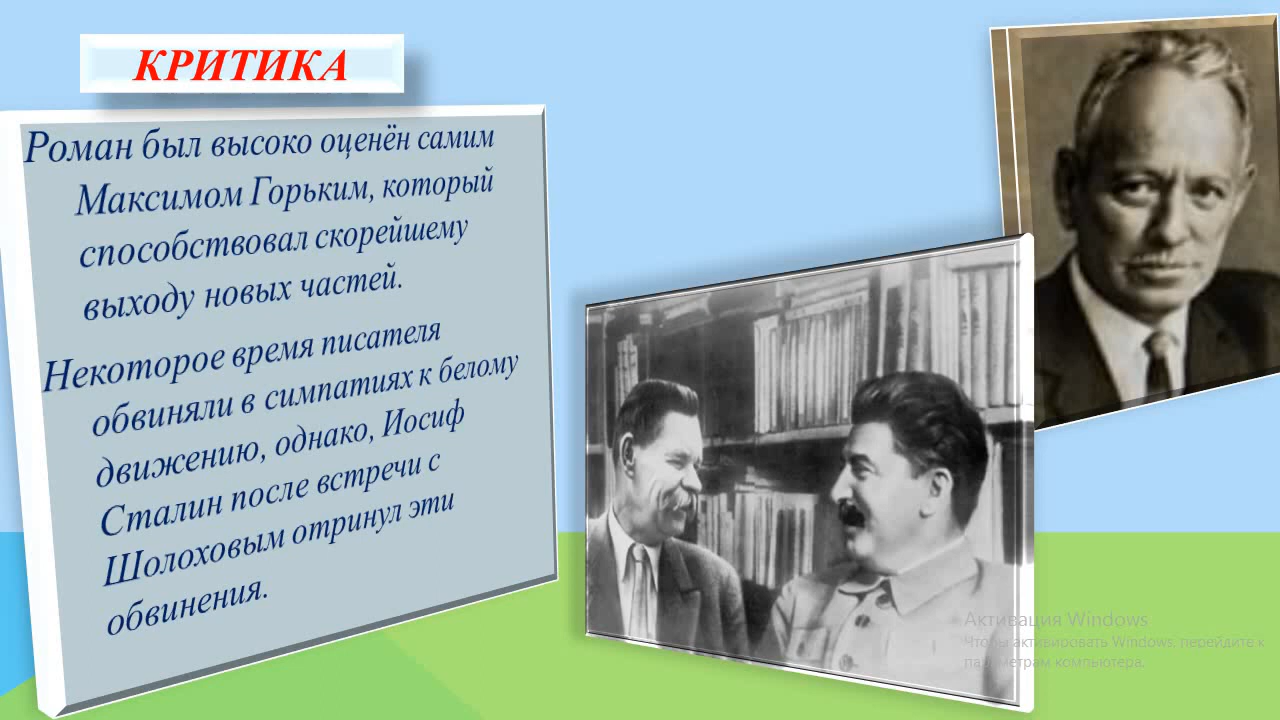 КРИТИКА
Роман был высоко оценён самим
Максимом Горьким, который
способствовал скорейшему
выходу новых частей.
Некоторое время писателя
обвиняли в симпатиях к белому
движению, однако, Иосиф
Сталин после встречи с
Шолоховым отринул эти
обвинения.
Активация Windows
Чтобы активировать Windows, перейдите к
параметрам компьютера.